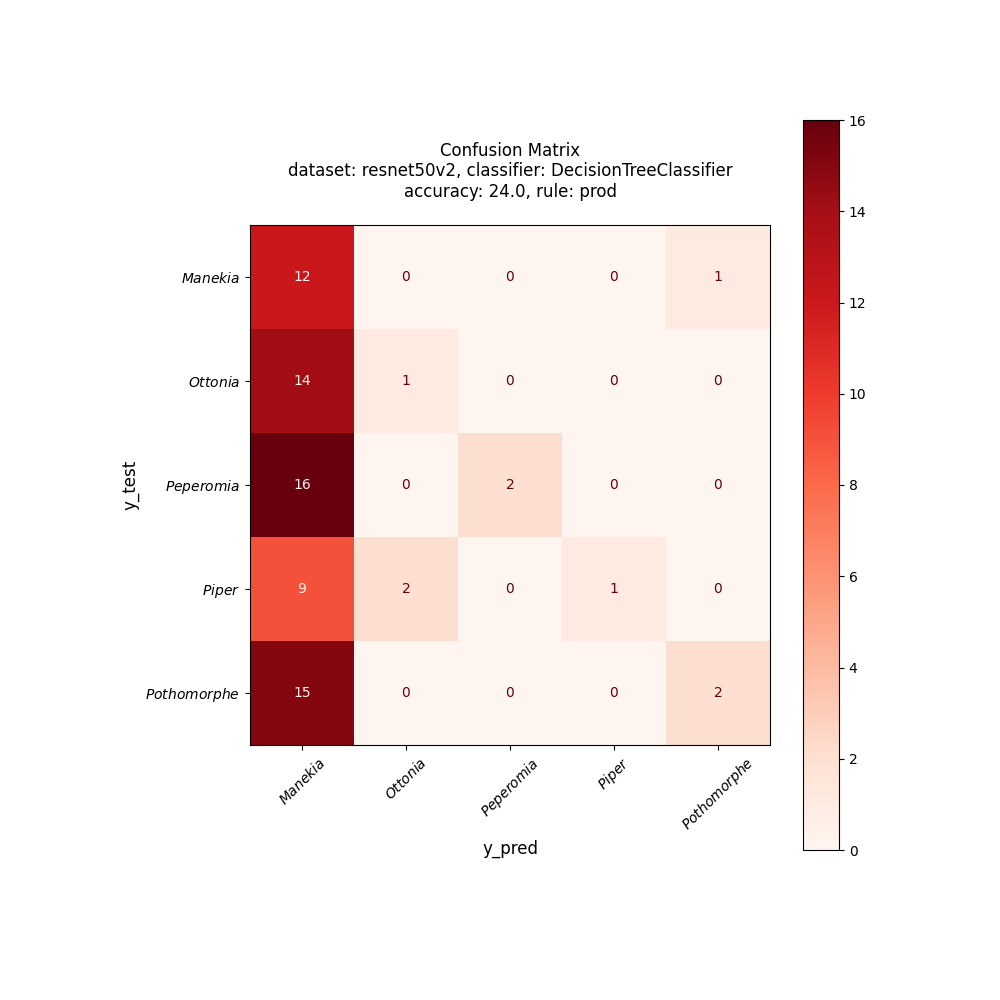 Confusion Matrix
dataset: resnet50v2, classifier: DecisionTreeClassifier
accuracy: 24.0, rule: prod
16
14
12
10
8
6
4
2
0
y_test
Manekia 12 0 0 0 1
Ottonia 14 1 0 0 0
Peperomia 16 0 2 0 0
Piper 9 2 0 1 0
Pothomorphe 15 0 0 0 2
Manekia Ottonia Peperomia Piper Pothomorphe
y_pred